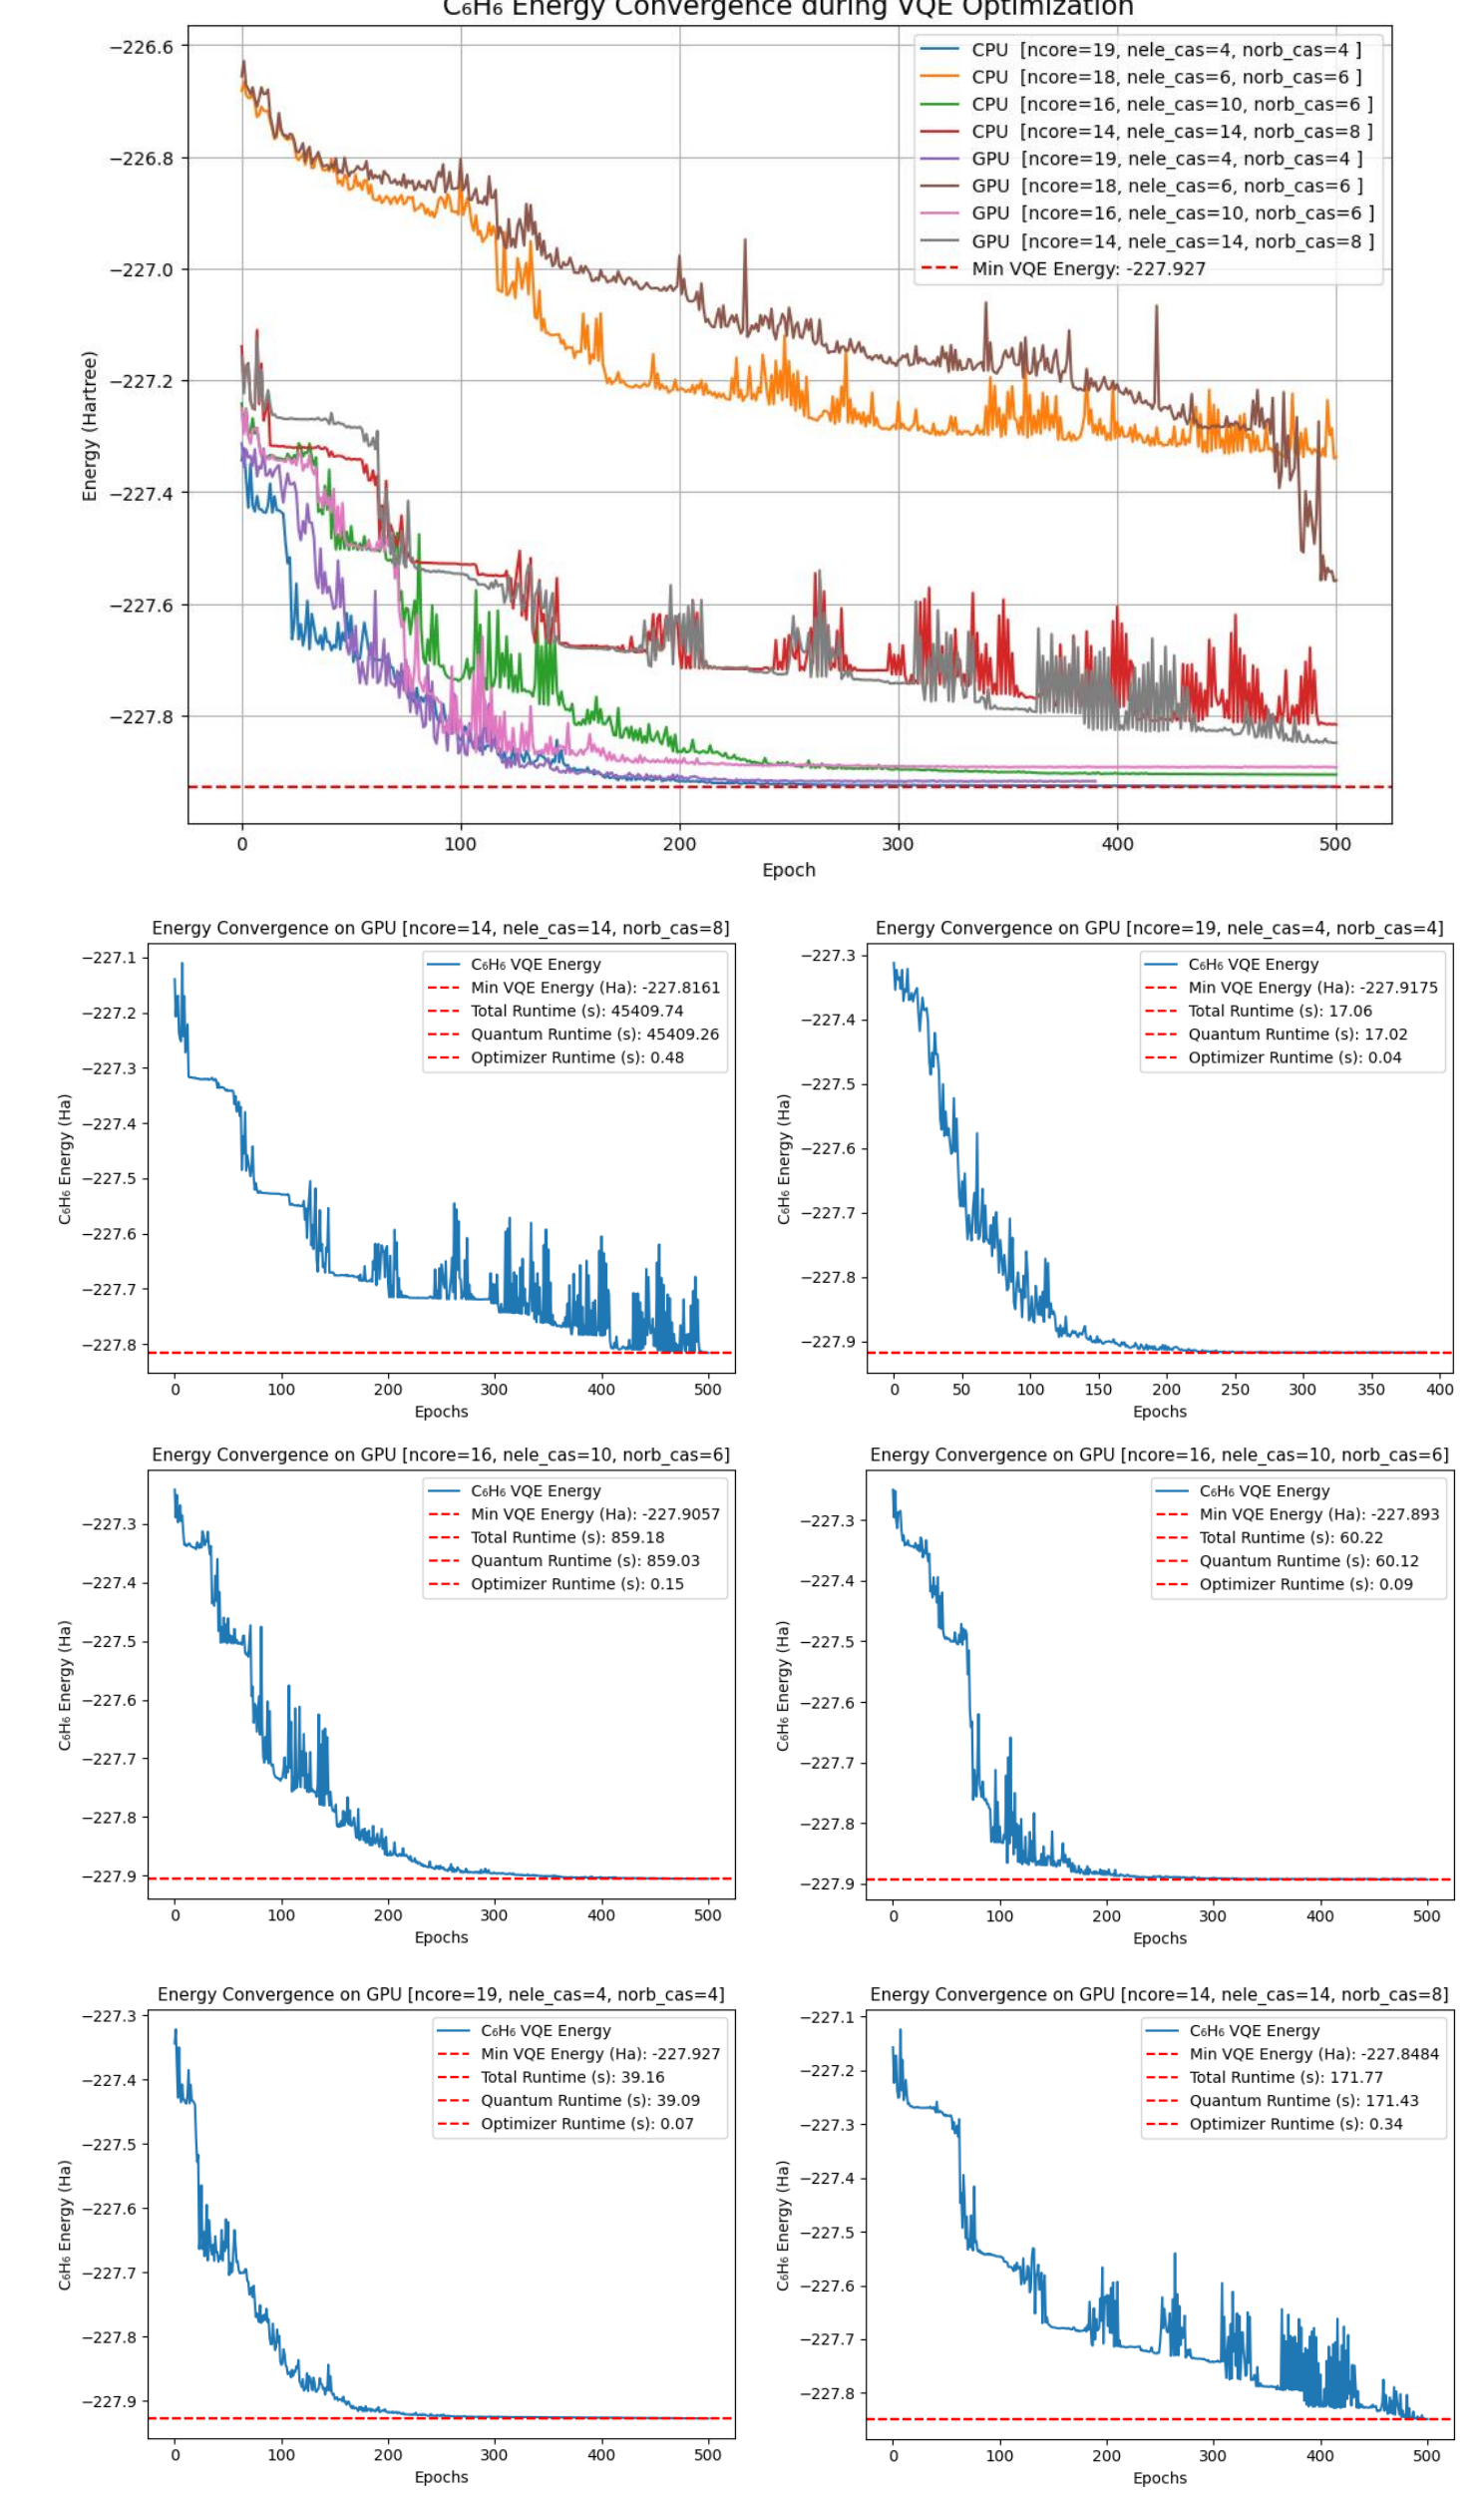 C₆H₆ Energy Convergence during VQE Optimization
CPU [ncore=19, nele_cas=4, norb_cas=4 ]
CPU [ncore=18, nele_cas=6, norb_cas=6 ]
CPU [ncore=16, nele_cas=10, norb_cas=6 ]
CPU [ncore=14, nele_cas=14, norb_cas=8 ]
GPU [ncore=19, nele_cas=4, norb_cas=4 ]
GPU [ncore=18, nele_cas=6, norb_cas=6 ]
GPU [ncore=16, nele_cas=10, norb_cas=6 ]
GPU [ncore=14, nele_cas=14, norb_cas=8 ]
Min VQE Energy: -227.927
Energy (Hartree)
−226.6
−226.8
−227.0
−227.2
−227.4
−227.6
−227.8
0 100 200 300 400 500
Epoch
Energy Convergence on GPU [ncore=14, nele_cas=14, norb_cas=8]
C₆H₆ VQE Energy
Min VQE Energy (Ha): -227.8161
Total Runtime (s): 45409.74
Quantum Runtime (s): 45409.26
Optimizer Runtime (s): 0.48
C₆H₆ Energy (Ha)
−227.1
−227.2
−227.3
−227.4
−227.5
−227.6
−227.7
−227.8
0 100 200 300 400 500
Epochs
Energy Convergence on GPU [ncore=19, nele_cas=4, norb_cas=4]
C₆H₆ VQE Energy
Min VQE Energy (Ha): -227.9175
Total Runtime (s): 17.06
Quantum Runtime (s): 17.02
Optimizer Runtime (s): 0.04
C₆H₆ Energy (Ha)
−227.3
−227.4
−227.5
−227.6
−227.7
−227.8
−227.9
0 50 100 150 200 250 300 350 400
Epochs
Energy Convergence on GPU [ncore=16, nele_cas=10, norb_cas=6]
C₆H₆ VQE Energy
Min VQE Energy (Ha): -227.9057
Total Runtime (s): 859.18
Quantum Runtime (s): 859.03
Optimizer Runtime (s): 0.15
C₆H₆ Energy (Ha)
−227.3
−227.4
−227.5
−227.6
−227.7
−227.8
−227.9
0 100 200 300 400 500
Epochs
Energy Convergence on GPU [ncore=16, nele_cas=10, norb_cas=6]
C₆H₆ VQE Energy
Min VQE Energy (Ha): -227.893
Total Runtime (s): 60.22
Quantum Runtime (s): 60.12
Optimizer Runtime (s): 0.09
C₆H₆ Energy (Ha)
−227.3
−227.4
−227.5
−227.6
−227.7
−227.8
−227.9
0 100 200 300 400 500
Epochs
Energy Convergence on GPU [ncore=19, nele_cas=4, norb_cas=4]
C₆H₆ VQE Energy
Min VQE Energy (Ha): -227.927
Total Runtime (s): 39.16
Quantum Runtime (s): 39.09
Optimizer Runtime (s): 0.07
C₆H₆ Energy (Ha)
−227.3
−227.4
−227.5
−227.6
−227.7
−227.8
−227.9
0 100 200 300 400 500
Epochs
Energy Convergence on GPU [ncore=14, nele_cas=14, norb_cas=8]
C₆H₆ VQE Energy
Min VQE Energy (Ha): -227.8484
Total Runtime (s): 171.77
Quantum Runtime (s): 171.43
Optimizer Runtime (s): 0.34
C₆H₆ Energy (Ha)
−227.1
−227.2
−227.3
−227.4
−227.5
−227.6
−227.7
−227.8
0 100 200 300 400 500
Epochs